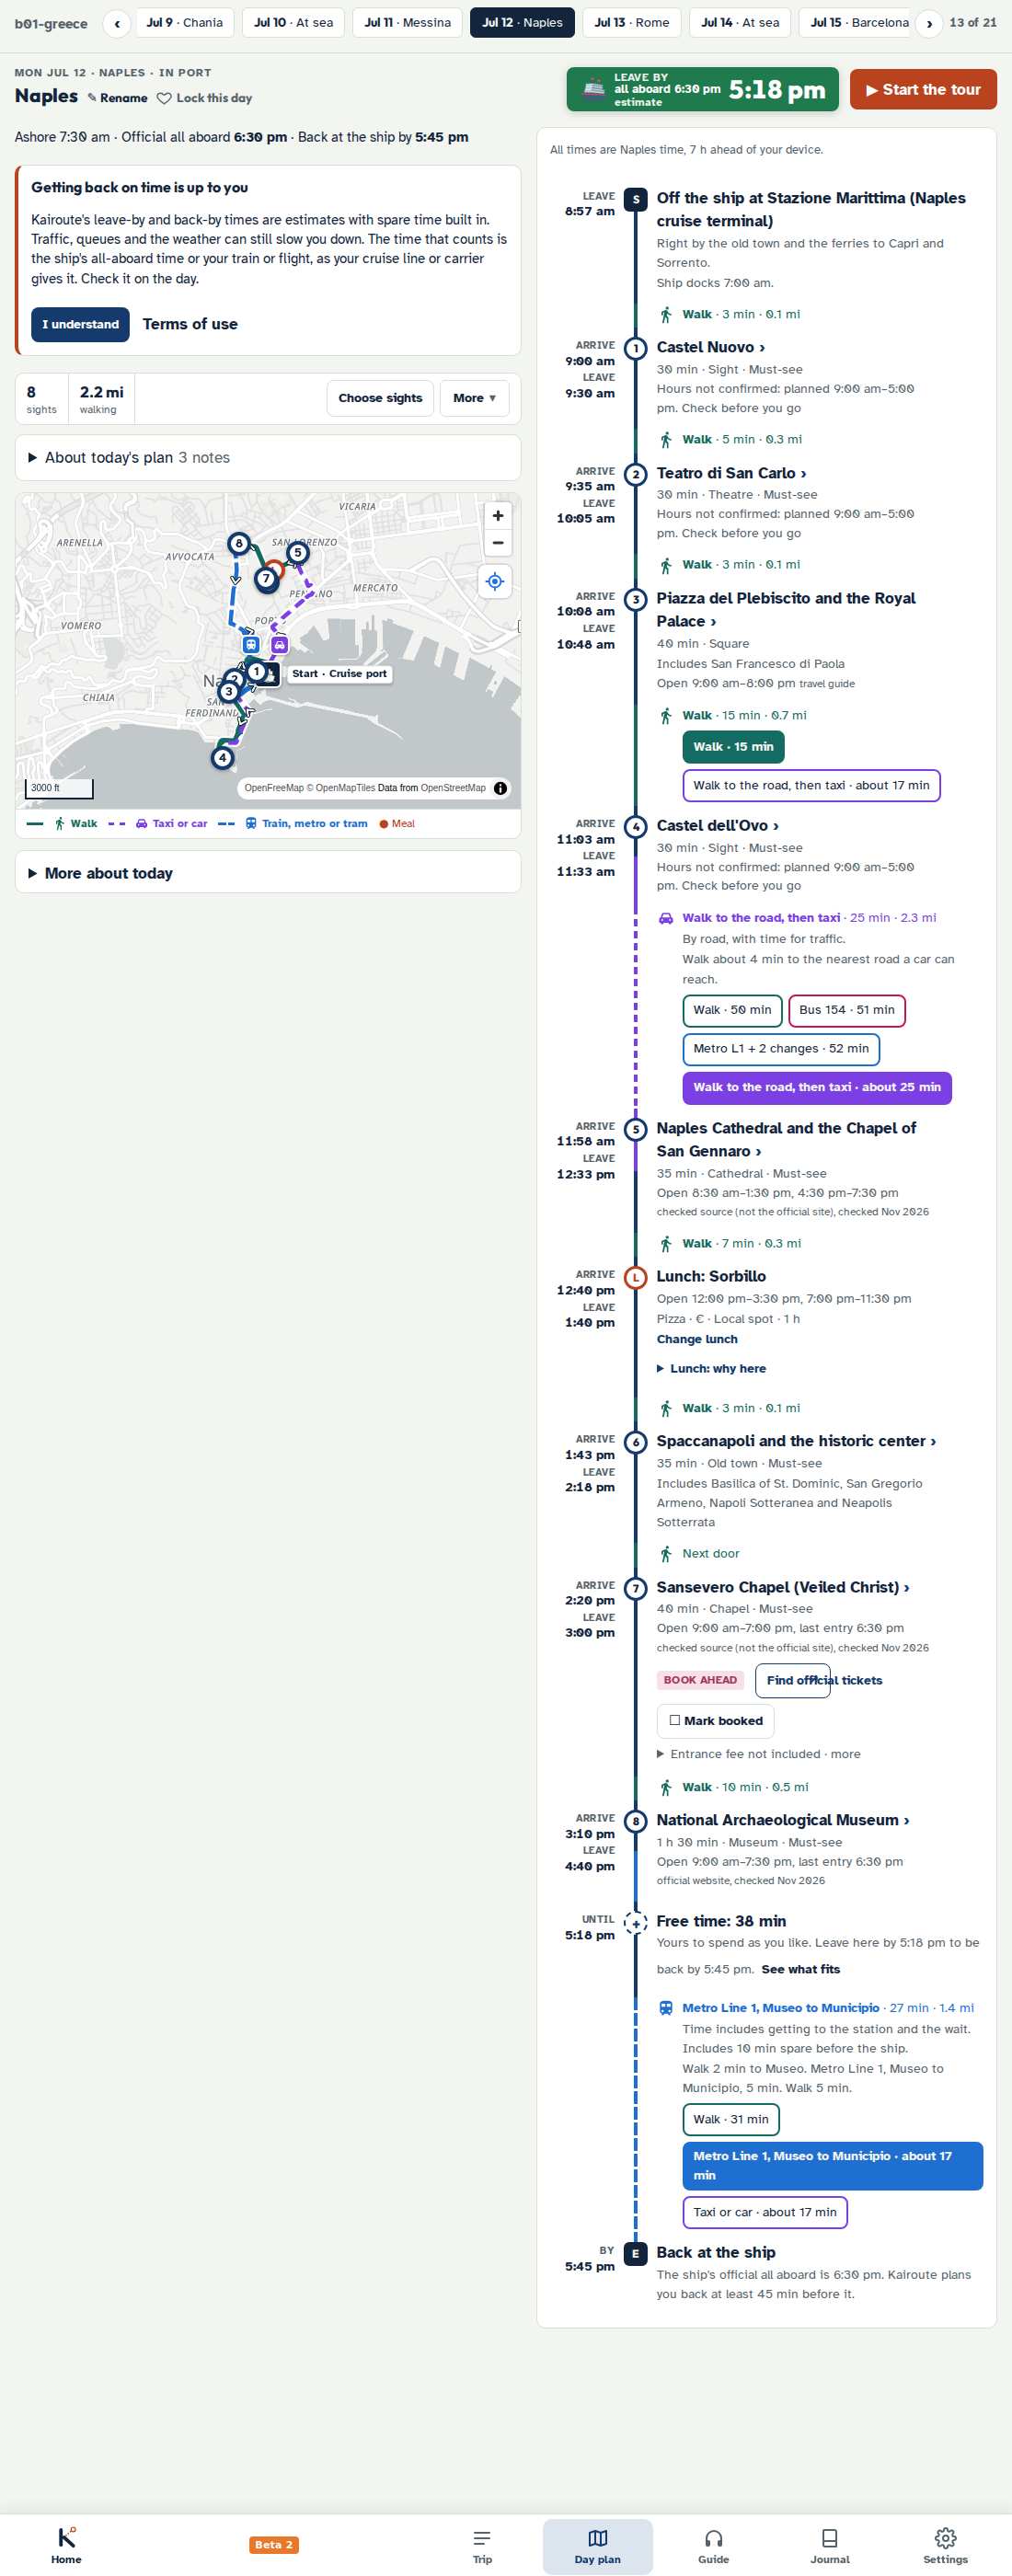 b01-greece
‹
Jul 9 · Chania
Jul 10 · At sea
Jul 11 · Messina
Jul 12 · Naples
Jul 13 · Rome
Jul 14 · At sea
Jul 15 · Barcelona
›
13 of 21
MON JUL 12 · NAPLES · IN PORT
Naples ✎ Rename Lock this day
LEAVE BY
all aboard 6:30 pm
estimate
5:18 pm
▶ Start the tour
Ashore 7:30 am · Official all aboard 6:30 pm · Back at the ship by 5:45 pm
Getting back on time is up to you
Kairoute's leave-by and back-by times are estimates with spare time built in.
Traffic, queues and the weather can still slow you down. The time that counts is
the ship's all-aboard time or your train or flight, as your cruise line or carrier
gives it. Check it on the day.
I understand
Terms of use
8
sights
2.2 mi
walking
Choose sights
More ▾
▶ About today's plan 3 notes
VICARIA
ARENELLA
AVVOCATA
SAN LORENZO
MERCATO
VOMERO
CHIAIA
8
5
7
1
2
3
4
Start · Cruise port
+
−
3000 ft
OpenFreeMap © OpenMapTiles Data from OpenStreetMap
Walk
Taxi or car
Train, metro or tram
Meal
▶ More about today
All times are Naples time, 7 h ahead of your device.
LEAVE
8:57 am
S
Off the ship at Stazione Marittima (Naples
cruise terminal)
Right by the old town and the ferries to Capri and
Sorrento.
Ship docks 7:00 am.
Walk · 3 min · 0.1 mi
ARRIVE
9:00 am
LEAVE
9:30 am
1
Castel Nuovo ›
30 min · Sight · Must-see
Hours not confirmed: planned 9:00 am–5:00
pm. Check before you go
Walk · 5 min · 0.3 mi
ARRIVE
9:35 am
LEAVE
10:05 am
2
Teatro di San Carlo ›
30 min · Theatre · Must-see
Hours not confirmed: planned 9:00 am–5:00
pm. Check before you go
Walk · 3 min · 0.1 mi
ARRIVE
10:08 am
LEAVE
10:48 am
3
Piazza del Plebiscito and the Royal
Palace ›
40 min · Square
Includes San Francesco di Paola
Open 9:00 am–8:00 pm travel guide
Walk · 15 min · 0.7 mi
Walk · 15 min
Walk to the road, then taxi · about 17 min
ARRIVE
11:03 am
LEAVE
11:33 am
4
Castel dell'Ovo ›
30 min · Sight · Must-see
Hours not confirmed: planned 9:00 am–5:00
pm. Check before you go
Walk to the road, then taxi · 25 min · 2.3 mi
By road, with time for traffic.
Walk about 4 min to the nearest road a car can
reach.
Walk · 50 min
Bus 154 · 51 min
Metro L1 + 2 changes · 52 min
Walk to the road, then taxi · about 25 min
ARRIVE
11:58 am
LEAVE
12:33 pm
5
Naples Cathedral and the Chapel of
San Gennaro ›
35 min · Cathedral · Must-see
Open 8:30 am–1:30 pm, 4:30 pm–7:30 pm
checked source (not the official site), checked Nov 2026
Walk · 7 min · 0.3 mi
ARRIVE
12:40 pm
LEAVE
1:40 pm
L
Lunch: Sorbillo
Open 12:00 pm–3:30 pm, 7:00 pm–11:30 pm
Pizza · € · Local spot · 1 h
Change lunch
▶ Lunch: why here
Walk · 3 min · 0.1 mi
ARRIVE
1:43 pm
LEAVE
2:18 pm
6
Spaccanapoli and the historic center ›
35 min · Old town · Must-see
Includes Basilica of St. Dominic, San Gregorio
Armeno, Napoli Sotteranea and Neapolis
Sotterrata
Next door
ARRIVE
2:20 pm
LEAVE
3:00 pm
7
Sansevero Chapel (Veiled Christ) ›
40 min · Chapel · Must-see
Open 9:00 am–7:00 pm, last entry 6:30 pm
checked source (not the official site), checked Nov 2026
BOOK AHEAD
Find official tickets
☐ Mark booked
▶ Entrance fee not included · more
Walk · 10 min · 0.5 mi
ARRIVE
3:10 pm
LEAVE
4:40 pm
8
National Archaeological Museum ›
1 h 30 min · Museum · Must-see
Open 9:00 am–7:30 pm, last entry 6:30 pm
official website, checked Nov 2026
UNTIL
5:18 pm
+
Free time: 38 min
Yours to spend as you like. Leave here by 5:18 pm to be
back by 5:45 pm. See what fits
Metro Line 1, Museo to Municipio · 27 min · 1.4 mi
Time includes getting to the station and the wait.
Includes 10 min spare before the ship.
Walk 2 min to Museo. Metro Line 1, Museo to
Municipio, 5 min. Walk 5 min.
Walk · 31 min
Metro Line 1, Museo to Municipio · about 17
min
Taxi or car · about 17 min
BY
5:45 pm
E
Back at the ship
The ship's official all aboard is 6:30 pm. Kairoute plans
you back at least 45 min before it.
Home
Beta 2
Trip
Day plan
Guide
Journal
Settings